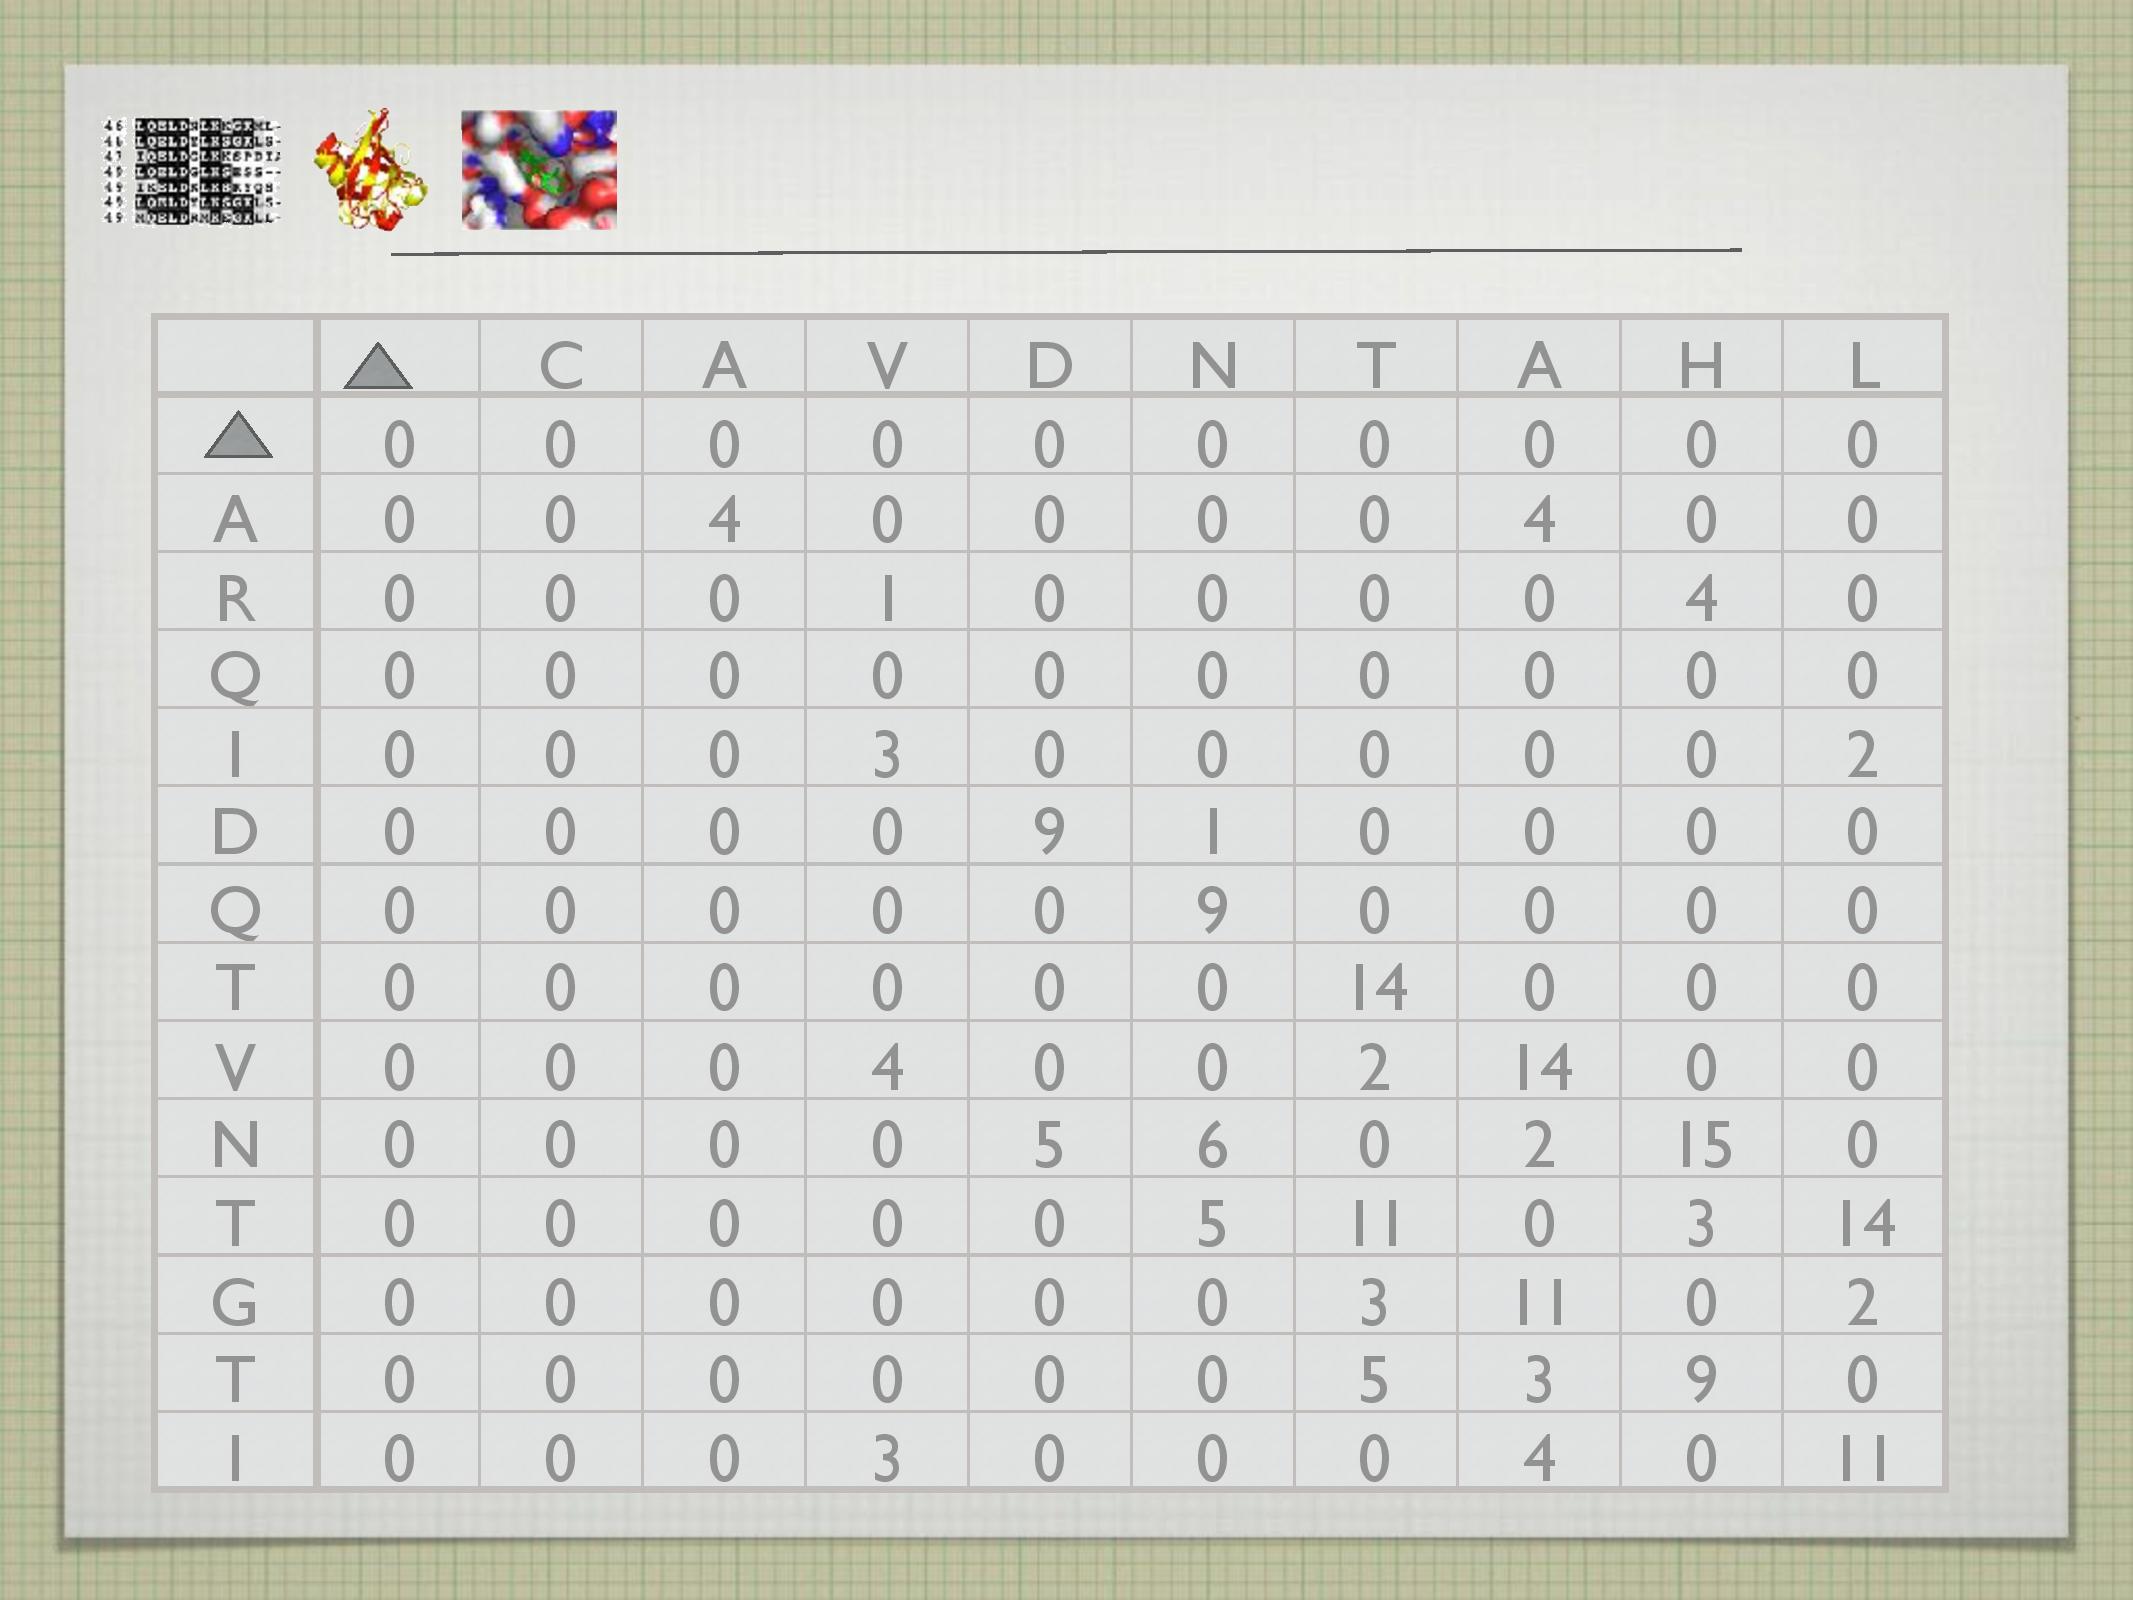 C A V D N T A H L
0 0 0 0 0 0 0 0 0 0
A 0 0 4 0 0 0 0 4 0 0
R 0 0 0 1 0 0 0 0 4 0
Q 0 0 0 0 0 0 0 0 0 0
I 0 0 0 3 0 0 0 0 0 2
D 0 0 0 0 9 1 0 0 0 0
Q 0 0 0 0 0 9 0 0 0 0
T 0 0 0 0 0 0 14 0 0 0
V 0 0 0 4 0 0 2 14 0 0
N 0 0 0 0 5 6 0 2 15 0
T 0 0 0 0 0 5 11 0 3 14
G 0 0 0 0 0 0 3 11 0 2
T 0 0 0 0 0 0 5 3 9 0
I 0 0 0 3 0 0 0 4 0 11